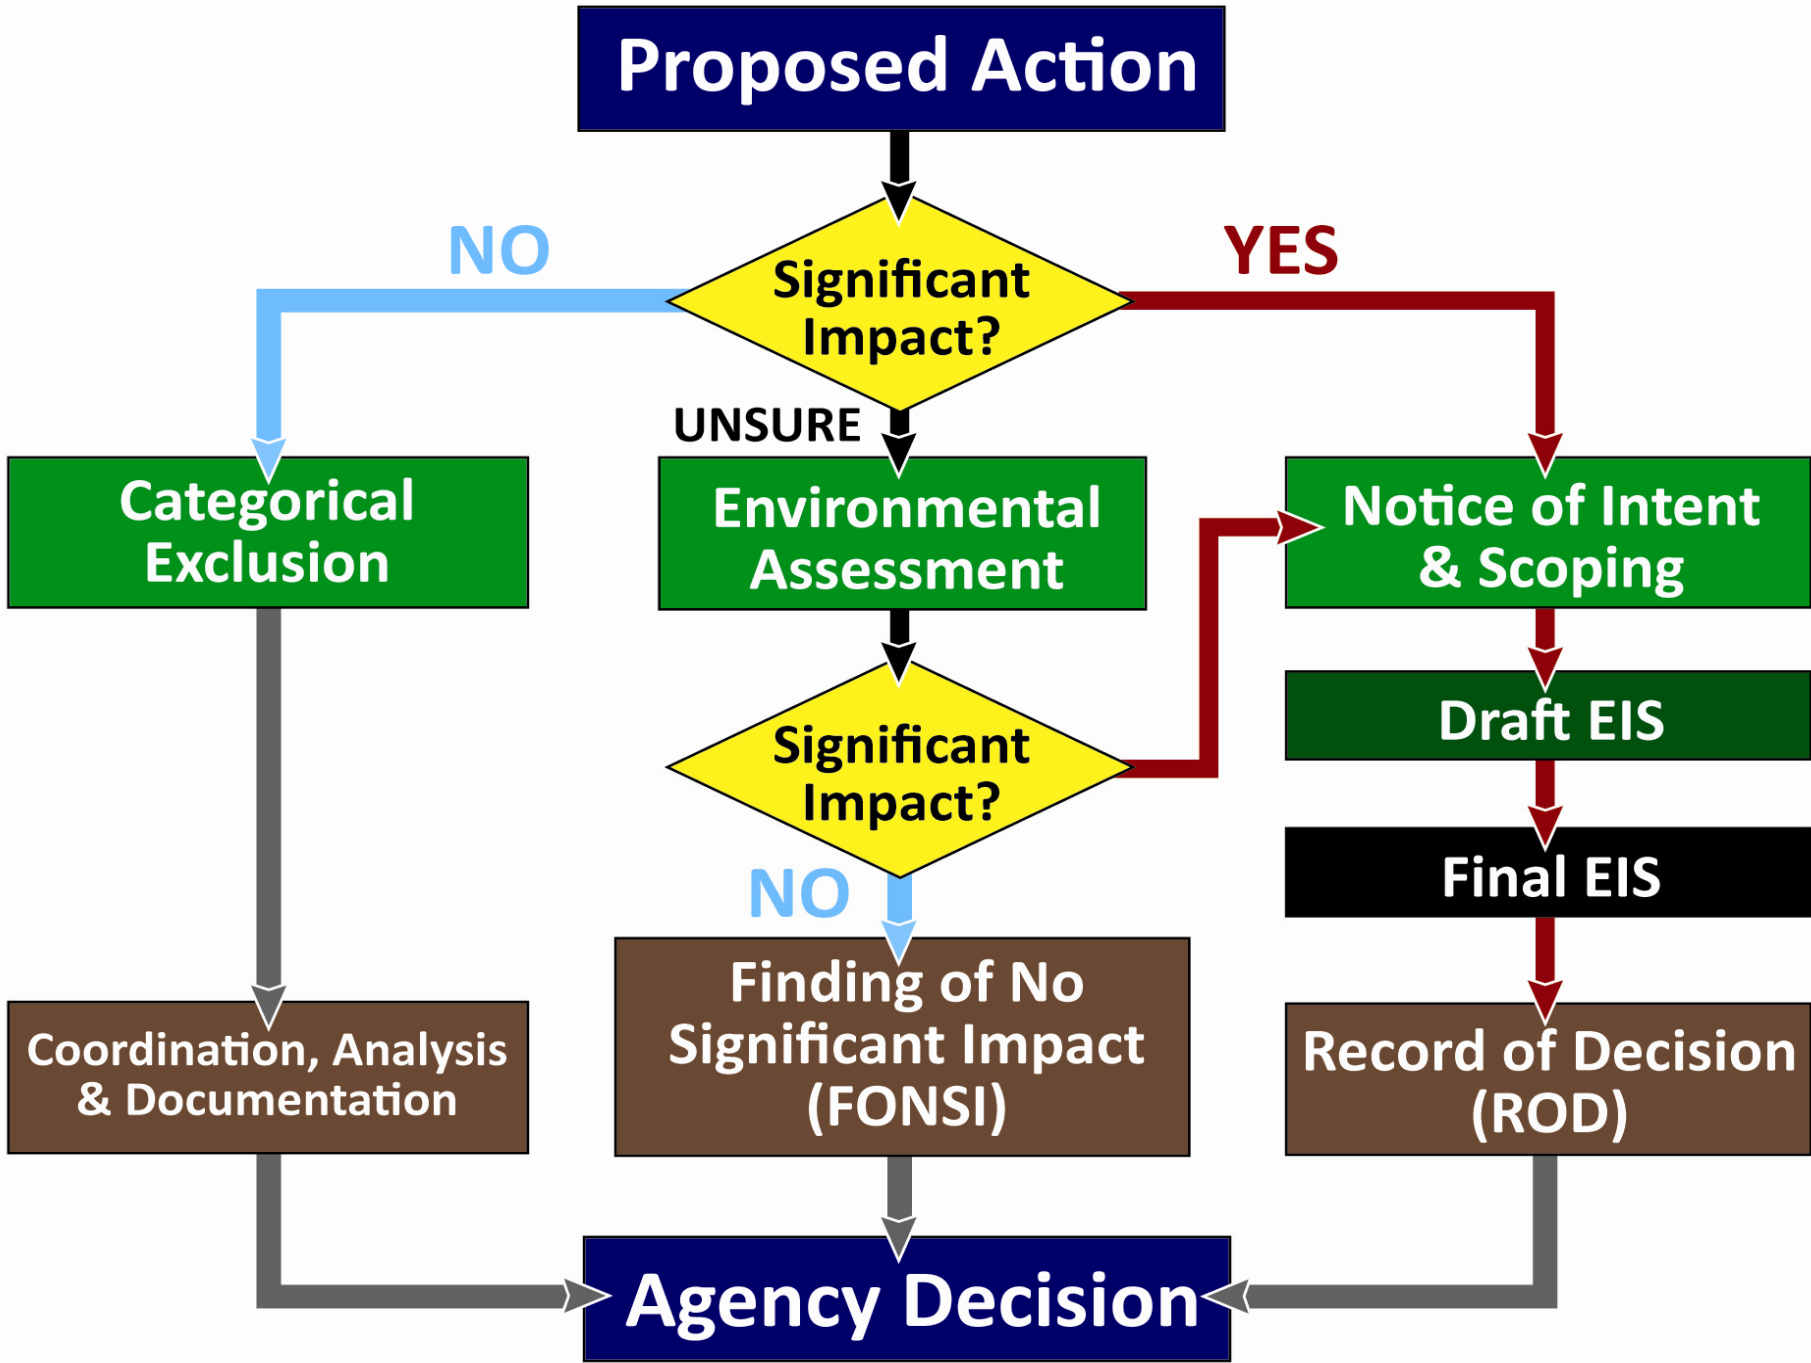 Proposed Action
NO
YES
Significant
Impact?
UNSURE
Categorical
Exclusion
Environmental
Assessment
Notice of Intent
& Scoping
Draft EIS
Significant
Impact?
Final EIS
NO
Coordination, Analysis
& Documentation
Finding of No
Significant Impact
(FONSI)
Record of Decision
(ROD)
Agency Decision